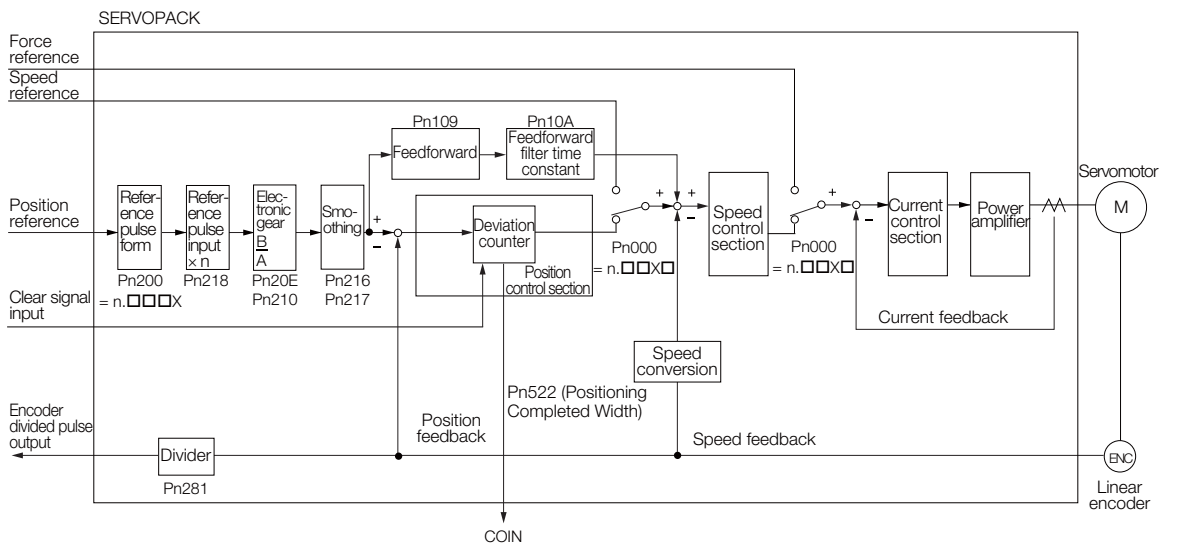 SERVOPACK
Force
reference
Speed
reference
Pn109
Feedforward
Pn10A
Feedforward
filter time
constant
Position
reference
Refer-
ence
pulse
form
Pn200
= n.□□□X
Refer-
ence
pulse
input
×n
Pn218
Elec-
tronic
gear
B
A
Pn20E
Pn210
Smo-
othing
Pn216
Pn217
+
−
Deviation
counter
Position
control section
Pn000
= n.□□X□
+
+
−
Speed
control
section
Pn000
= n.□□X□
+
−
Current
control
section
Power
amplifier
Servomotor
M
Clear signal
input
Current feedback
Speed
conversion
Pn522 (Positioning
Completed Width)
Encoder
divided pulse
output
Divider
Pn281
Position
feedback
Speed feedback
ENC
Linear
encoder
COIN